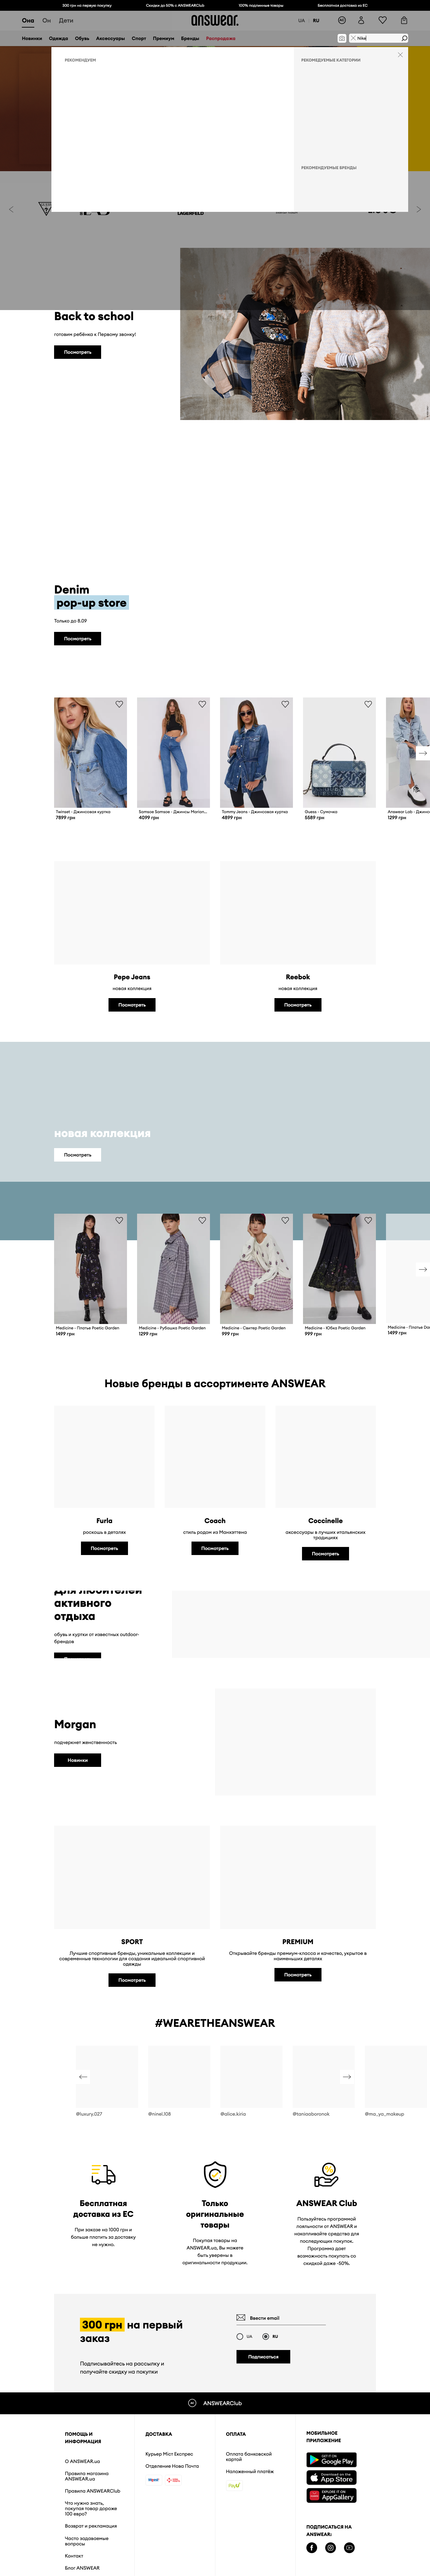 300 грн на первую покупку
Скидка до 50% с ANSWEARClub
100% подлинные товары
Бесплатная доставка из ЕС
Она
Он
Дети
answear.
UA
RU
Новинки
Одежда
Обувь
Аксессуары
Спорт
Премиум
Бренды
Распродажа
РЕКОМЕНДУЕМ
РЕКОМЕДУЕМЫЕ КАТЕГОРИИ
РЕКОМЕНДУЕМЫЕ БРЕНДЫ
LAGERFELD
Back to school
готовим ребёнка к Первому звонку!
Посмотреть
Denim
pop-up store
Только до 8.09
Посмотреть
Twinset - Джинсовая куртка
7899 грн
Samsoe Samsoe - Джинсы Marian...
4099 грн
Tommy Jeans - Джинсовая куртка
4899 грн
Guess - Сумочка
5589 грн
Answear Lab - Джинсо
1299 грн
Pepe Jeans
новая коллекция
Посмотреть
Reebok
новая коллекция
Посмотреть
новая коллекция
Посмотреть
Medicine - Платье Poetic Garden
1499 грн
Medicine - Рубашка Poetic Garden
1299 грн
Medicine - Свитер Poetic Garden
999 грн
Medicine - Юбка Poetic Garden
999 грн
Medicine - Платье Dar
1499 грн
Новые бренды в ассортименте ANSWEAR
Furla
роскошь в деталях
Посмотреть
Coach
стиль родом из Манхэттена
Посмотреть
Coccinelle
аксессуары в лучших итальянских
традициях
Посмотреть
Для любителей
активного
отдыха
обувь и куртки от известных outdoor-
брендов
Morgan
подчеркнет женственность
Новинки
SPORT
Лучшие спортивные бренды, уникальные коллекции и
современные технологии для создания идеальной спортивной
одежды
Посмотреть
PREMIUM
Открывайте бренды премиум-класса и качество, укрытое в
наименьших деталях
Посмотреть
#WEARETHEANSWEAR
@luxury.027
@ninel.108
@alice.kiriu
@taniaaboronok
@ma_ya_makeup
Бесплатная
доставка из ЕС
При заказе на 1000 грн и
больше платить за доставку
не нужно.
Только
оригинальные
товары
Покупая товары на
ANSWEAR.ua, Вы можете
быть уверены в
оригинальности продукции.
ANSWEAR Club
Пользуйтесь программой
лояльности от ANSWEAR и
накапливайте средства для
последующих покупок.
Программа дает
возможность покупать со
скидкой даже -50%.
300 грн на первый
заказ
Подписывайтесь на рассылку и
получайте скидку на покупки
Ввести email
UA
RU
Подписаться
ANSWEARClub
ПОМОЩЬ И
ИНФОРМАЦИЯ
О ANSWEAR.ua
Правила магазина
ANSWEAR.ua
Правила ANSWEARClub
Что нужно знать,
покупая товар дороже
100 евро?
Возврат и рекламация
Часто задаваемые
вопросы
Контакт
Блог ANSWEAR
ДОСТАВКА
Курьер Міст Експрес
Отделение Нова Почта
ОПЛАТА
Оплата банковской
картой
Наложенный платёж
PayU
МОБИЛЬНОЕ
ПРИЛОЖЕНИЕ
GET IT ON
Google Play
Download on the
App Store
EXPLORE IT ON
AppGallery
ПОДПИСАТЬСЯ НА
ANSWEAR: